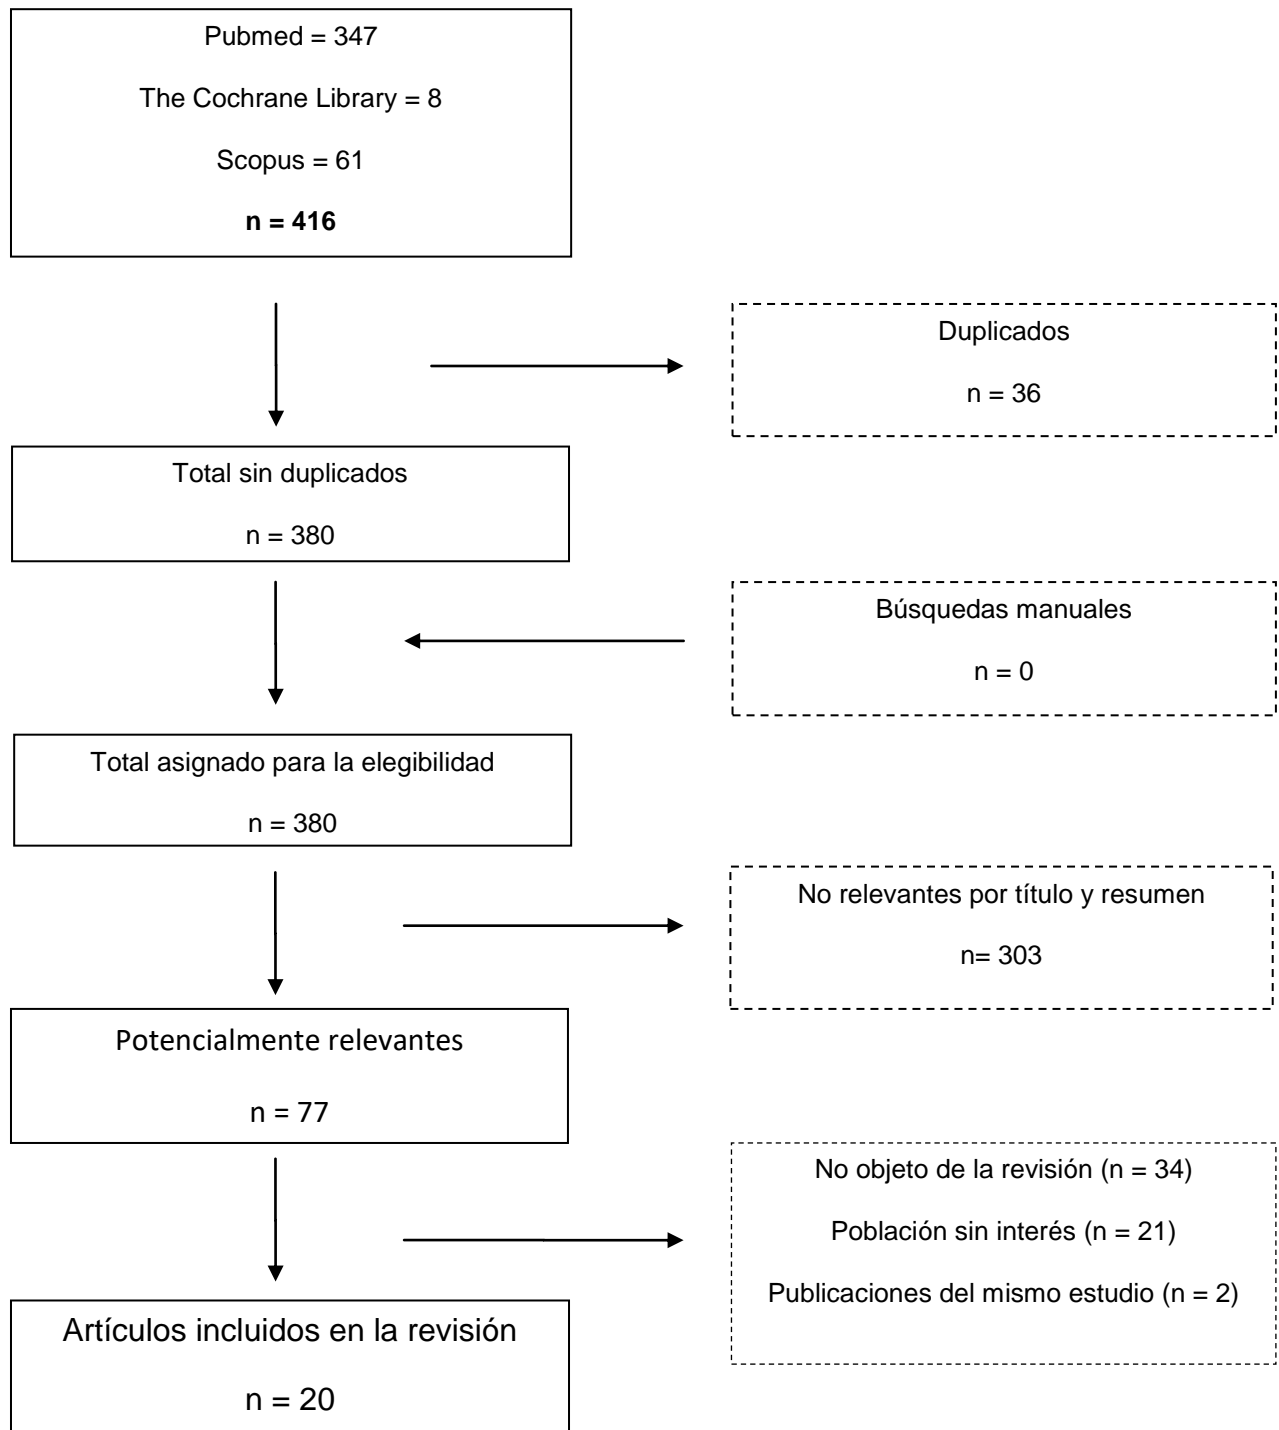 Pubmed = 347
The Cochrane Library = 8
Scopus = 61
n = 416
Duplicados
n = 36
Total sin duplicados
n = 380
Búsquedas manuales
n = 0
Total asignado para la elegibilidad
n = 380
No relevantes por título y resumen
n= 303
Potencialmente relevantes
n = 77
No objeto de la revisión (n = 34)
Población sin interés (n = 21)
Publicaciones del mismo estudio (n = 2)
Artículos incluidos en la revisión
n = 20